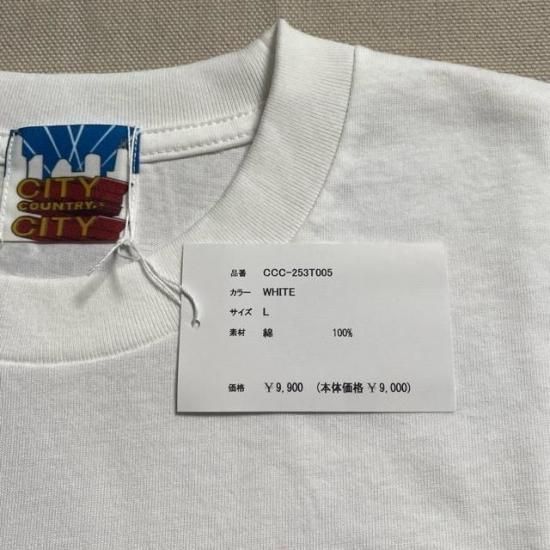 CITY
COUNTRY
CITY
品番 CCC-253T005
カラー WHITE
サイズ L
素材 綿 100%
価格 ￥9,900 (本体価格￥9,000)